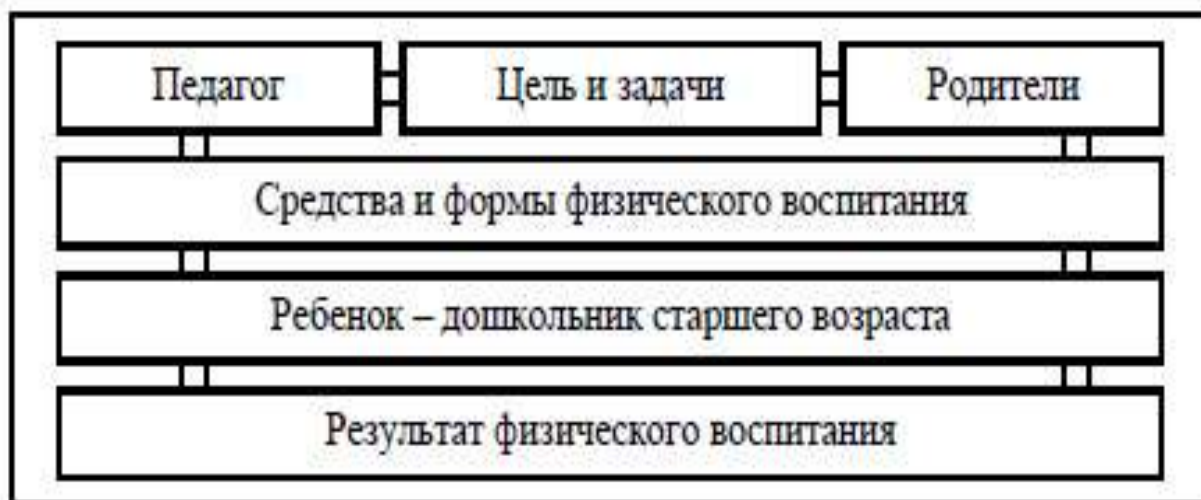 Педагог Цель и задачи Родители
Средства и формы физического воспитания
Ребенок – дошкольник старшего возраста
Результат физического воспитания